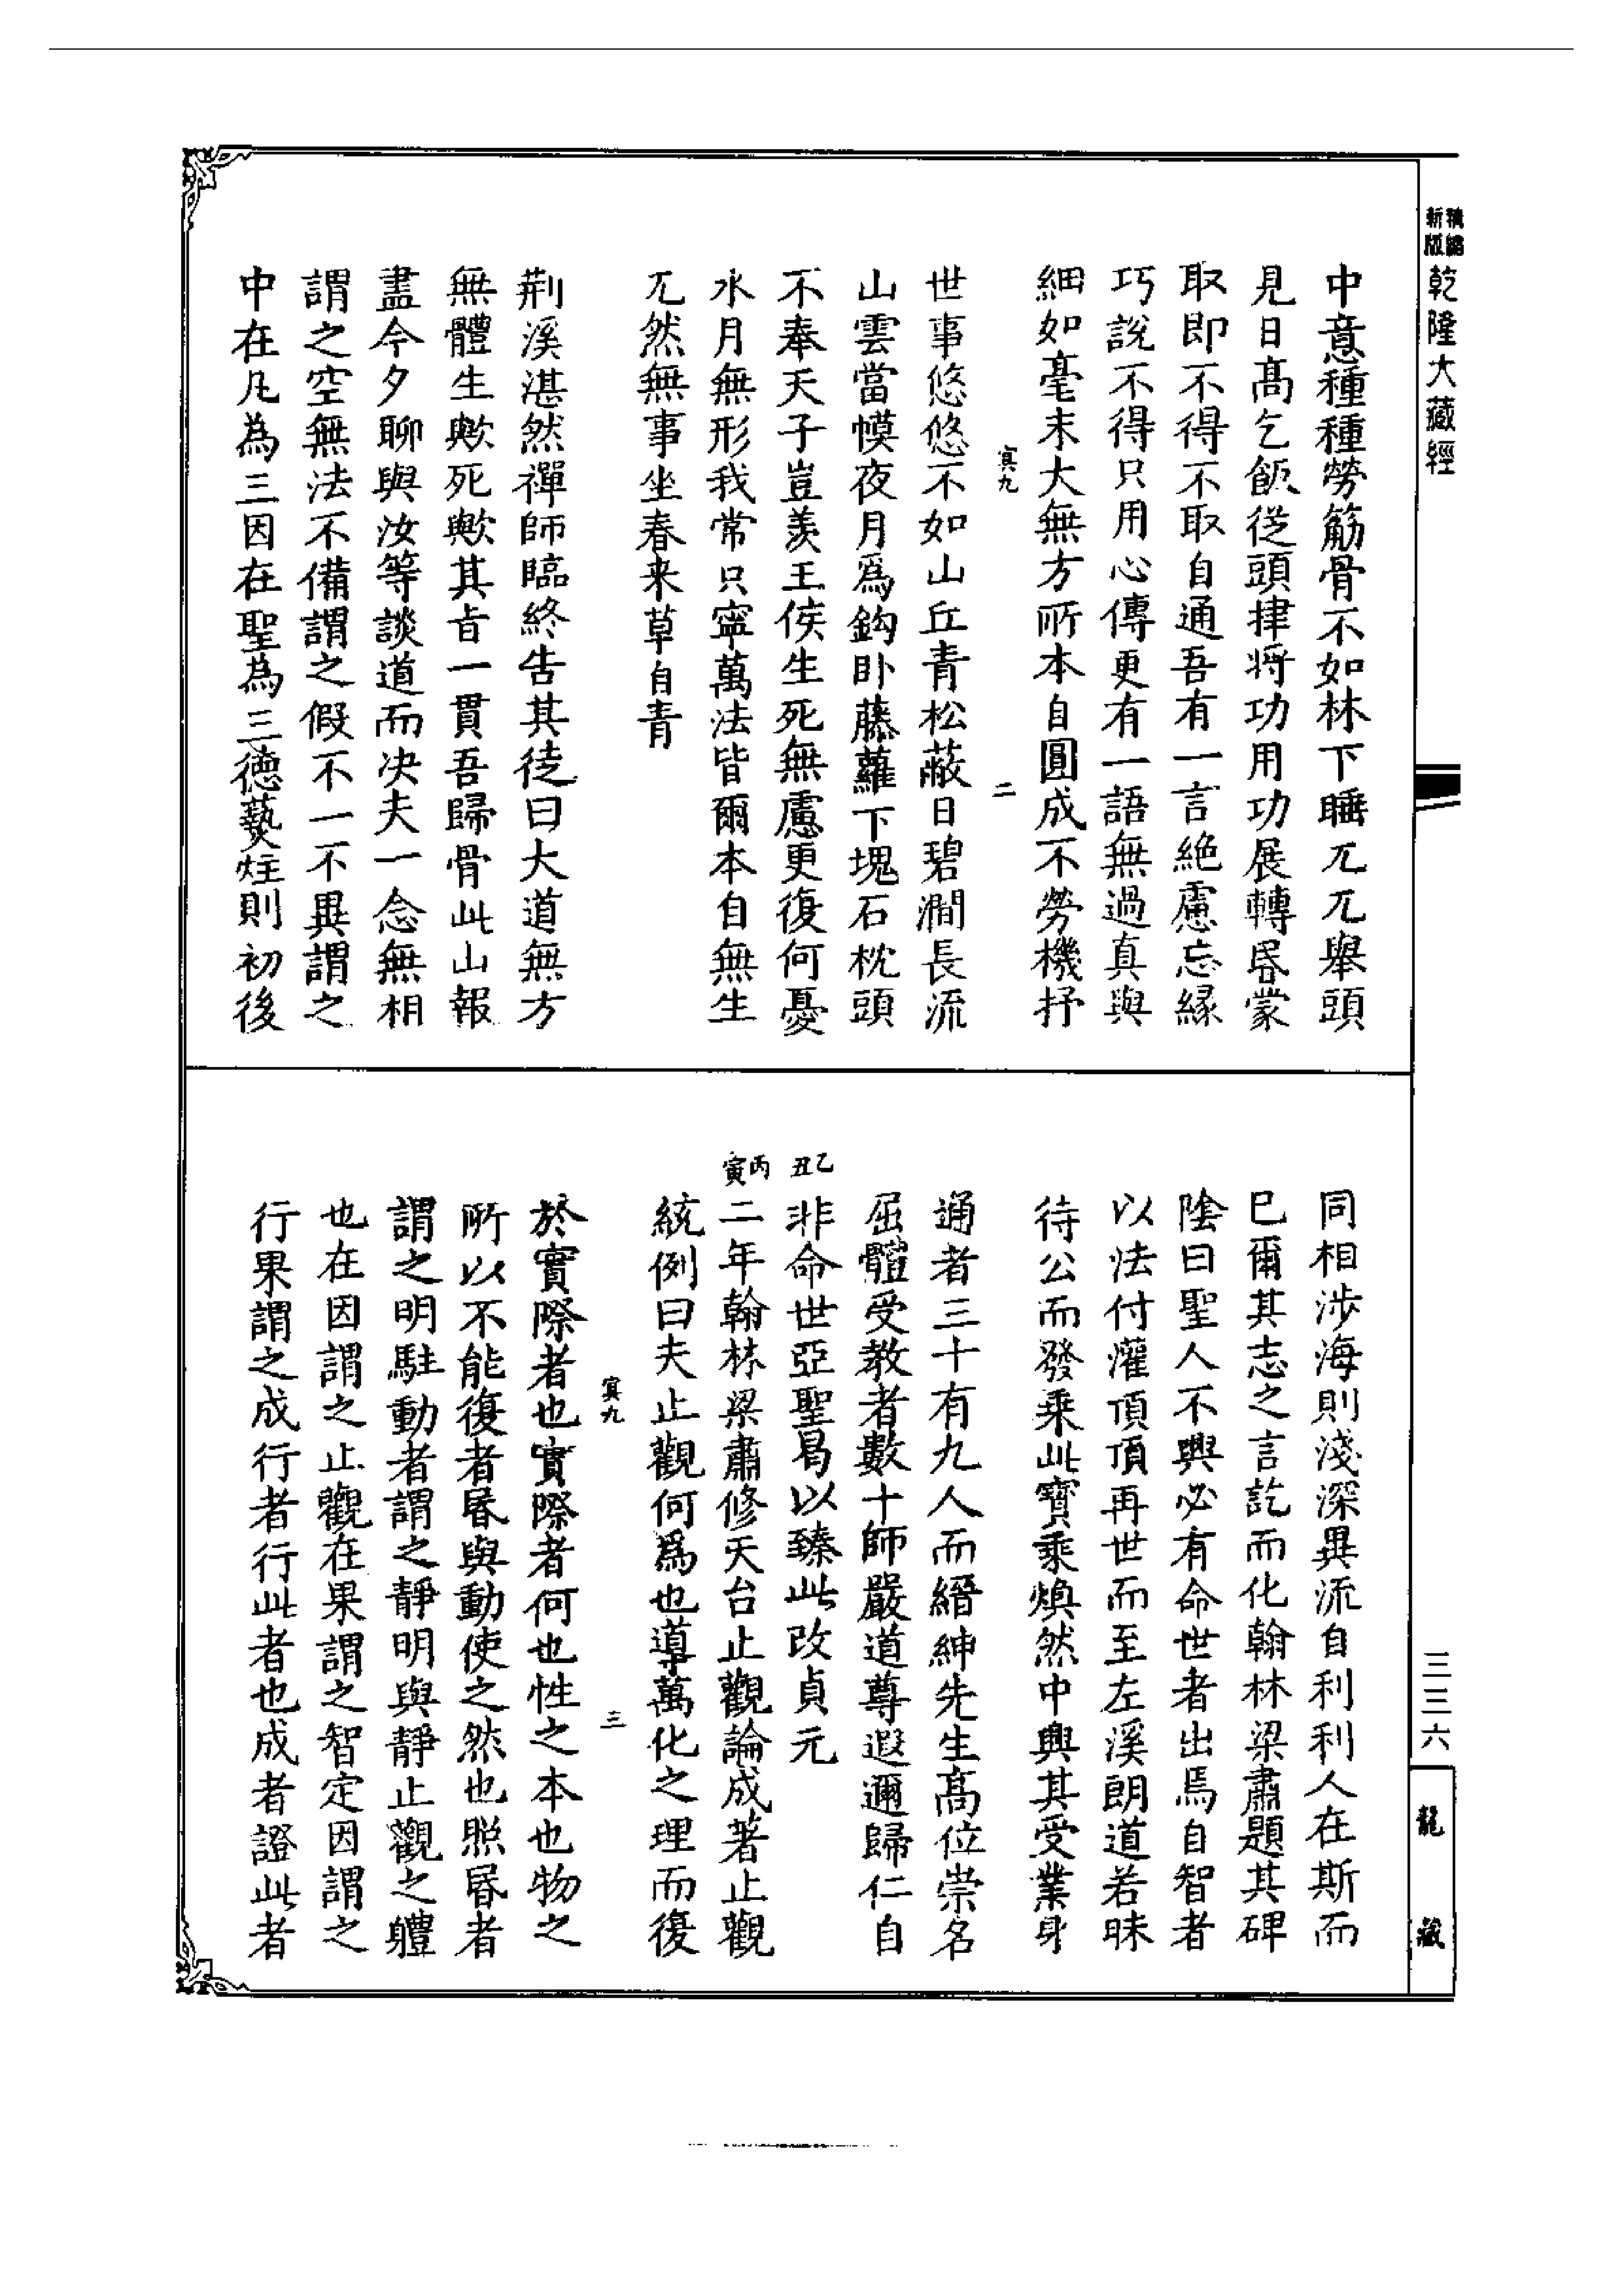 精縮
新版
乾隆大藏經
中意種種勞觔骨不如林下睡兀兀舉頭
見日高乞飯從頭捀將功用功展轉昬蒙
取即不得不取自通吾有一言絶慮忘緣
巧說不得只用心傳更有一語無過真與
細如毫末大無方所本自圓成不勞機抒
寘九
二
世事悠悠不如山丘青松蔽日碧澗長流
山雲當幙夜月爲鈎卧藤蘿下塊石枕頭
不奉天子豈羨王侯生死無慮更復何憂
水月無形我常只寧萬法皆爾本自無生
兀然無事坐春来草自青
荆溪湛然禪師臨終告其徒曰大道無方
無體生歟死歟其旨一貫吾歸骨此山報
盡今夕聊與汝等談道而决夫一念無相
謂之空無法不備謂之假不一不異謂之
中在凡為三因在聖為三德爇炷則初後
同相涉海則淺深異流自利利人在斯而
巳爾其志之言訖而化翰林梁肅題其碑
陰曰聖人不興必有命世者出焉自智者
以法付灌頂頂再世而至左溪朗道若昧
待公而發乗此寶乘煥然中興其受業身
通者三十有九人而縉紳先生高位崇名
屈體受教者數十師嚴道尊遐邇歸仁自
乙丑
非命世亞聖曷以臻此改貞元
丙寅
二年翰林梁肅修天台止觀論成著止觀
統例曰夫止觀何爲也導萬化之理而復
寘九
三
於實際者也實際者何也性之本也物之
所以不能復者昬與動使之然也照昬者
謂之明駐動者謂之靜明與靜止觀之體
也在因謂之止觀在果謂之智定因謂之
行果謂之成行者行此者也成者證此者
三三六
龍藏